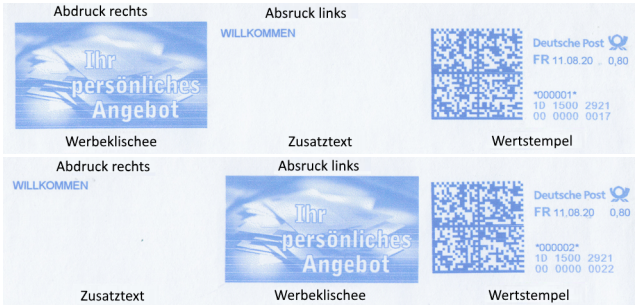 Abdruck rechts
Absruck links
WILLKOMMEN
Ihr
persönliches
Angebot
Deutsche Post
FR 11.08.20 0,80
*000001*
1D 1500 2921
00 0000 0017
Werbeklischee
Zusatztext
Wertstempel
Abdruck rechts
Absruck links
WILLKOMMEN
Ihr
persönliches
Angebot
Deutsche Post
FR 11.08.20 0,80
*000002*
1D 1500 2921
00 0000 0022
Zusatztext
Werbeklischee
Wertstempel